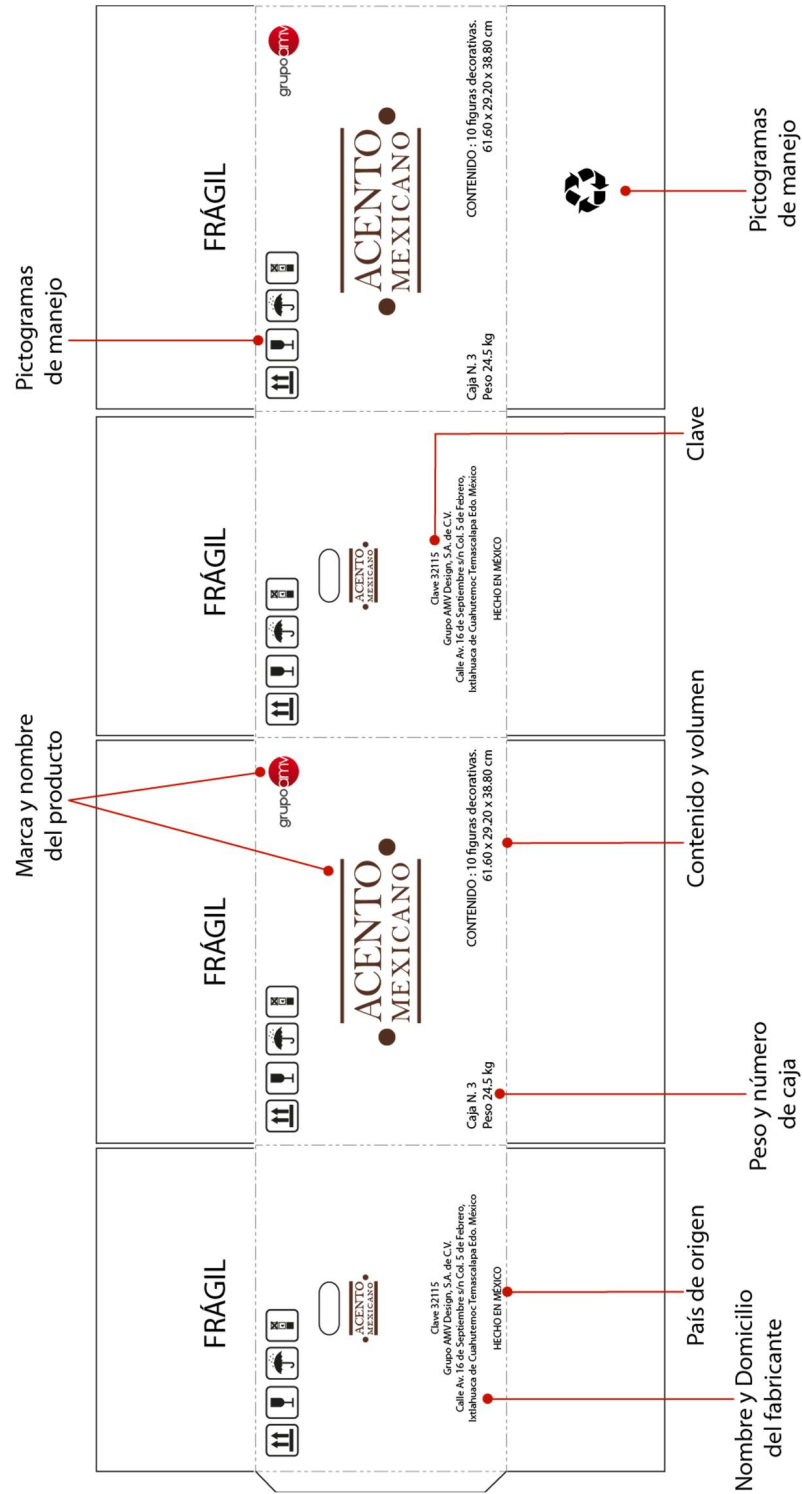 Marca y nombre
del producto
Pictogramas
de manejo
FRÁGIL
FRÁGIL
FRÁGIL
FRÁGIL
ACENTO
MEXICANO
Clave 32115
Grupo AMV Design, S.A. de C.V.
Calle Av. 16 de Septiembre s/n Col. 5 de Febrero,
Ixtlahuaca de Cuahutemoc Temascalapa Edo. México
HECHO EN MÉXICO
grupoamv
ACENTO
MEXICANO
Caja N. 3
Peso 24.5 kg
CONTENIDO : 10 figuras decorativas.
61.60 x 29.20 x 38.80 cm
ACENTO
MEXICANO
Clave 32115
Grupo AMV Design, S.A. de C.V.
Calle Av. 16 de Septiembre s/n Col. 5 de Febrero,
Ixtlahuaca de Cuahutemoc Temascalapa Edo. México
HECHO EN MÉXICO
grupoamv
ACENTO
MEXICANO
Caja N. 3
Peso 24.5 kg
CONTENIDO : 10 figuras decorativas.
61.60 x 29.20 x 38.80 cm
Nombre y Domicilio
del fabricante
País de origen
Peso y número
de caja
Contenido y volumen
Clave
Pictogramas
de manejo